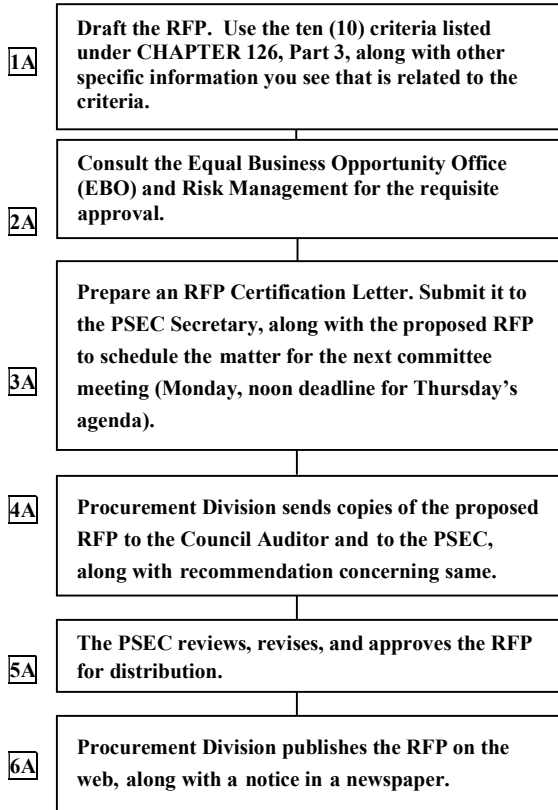 1A
Draft the RFP. Use the ten (10) criteria listed
under CHAPTER 126, Part 3, along with other
specific information you see that is related to the
criteria.
2A
Consult the Equal Business Opportunity Office
(EBO) and Risk Management for the requisite
approval.
3A
Prepare an RFP Certification Letter. Submit it to
the PSEC Secretary, along with the proposed RFP
to schedule the matter for the next committee
meeting (Monday, noon deadline for Thursday’s
agenda).
4A
Procurement Division sends copies of the proposed
RFP to the Council Auditor and to the PSEC,
along with recommendation concerning same.
5A
The PSEC reviews, revises, and approves the RFP
for distribution.
6A
Procurement Division publishes the RFP on the
web, along with a notice in a newspaper.